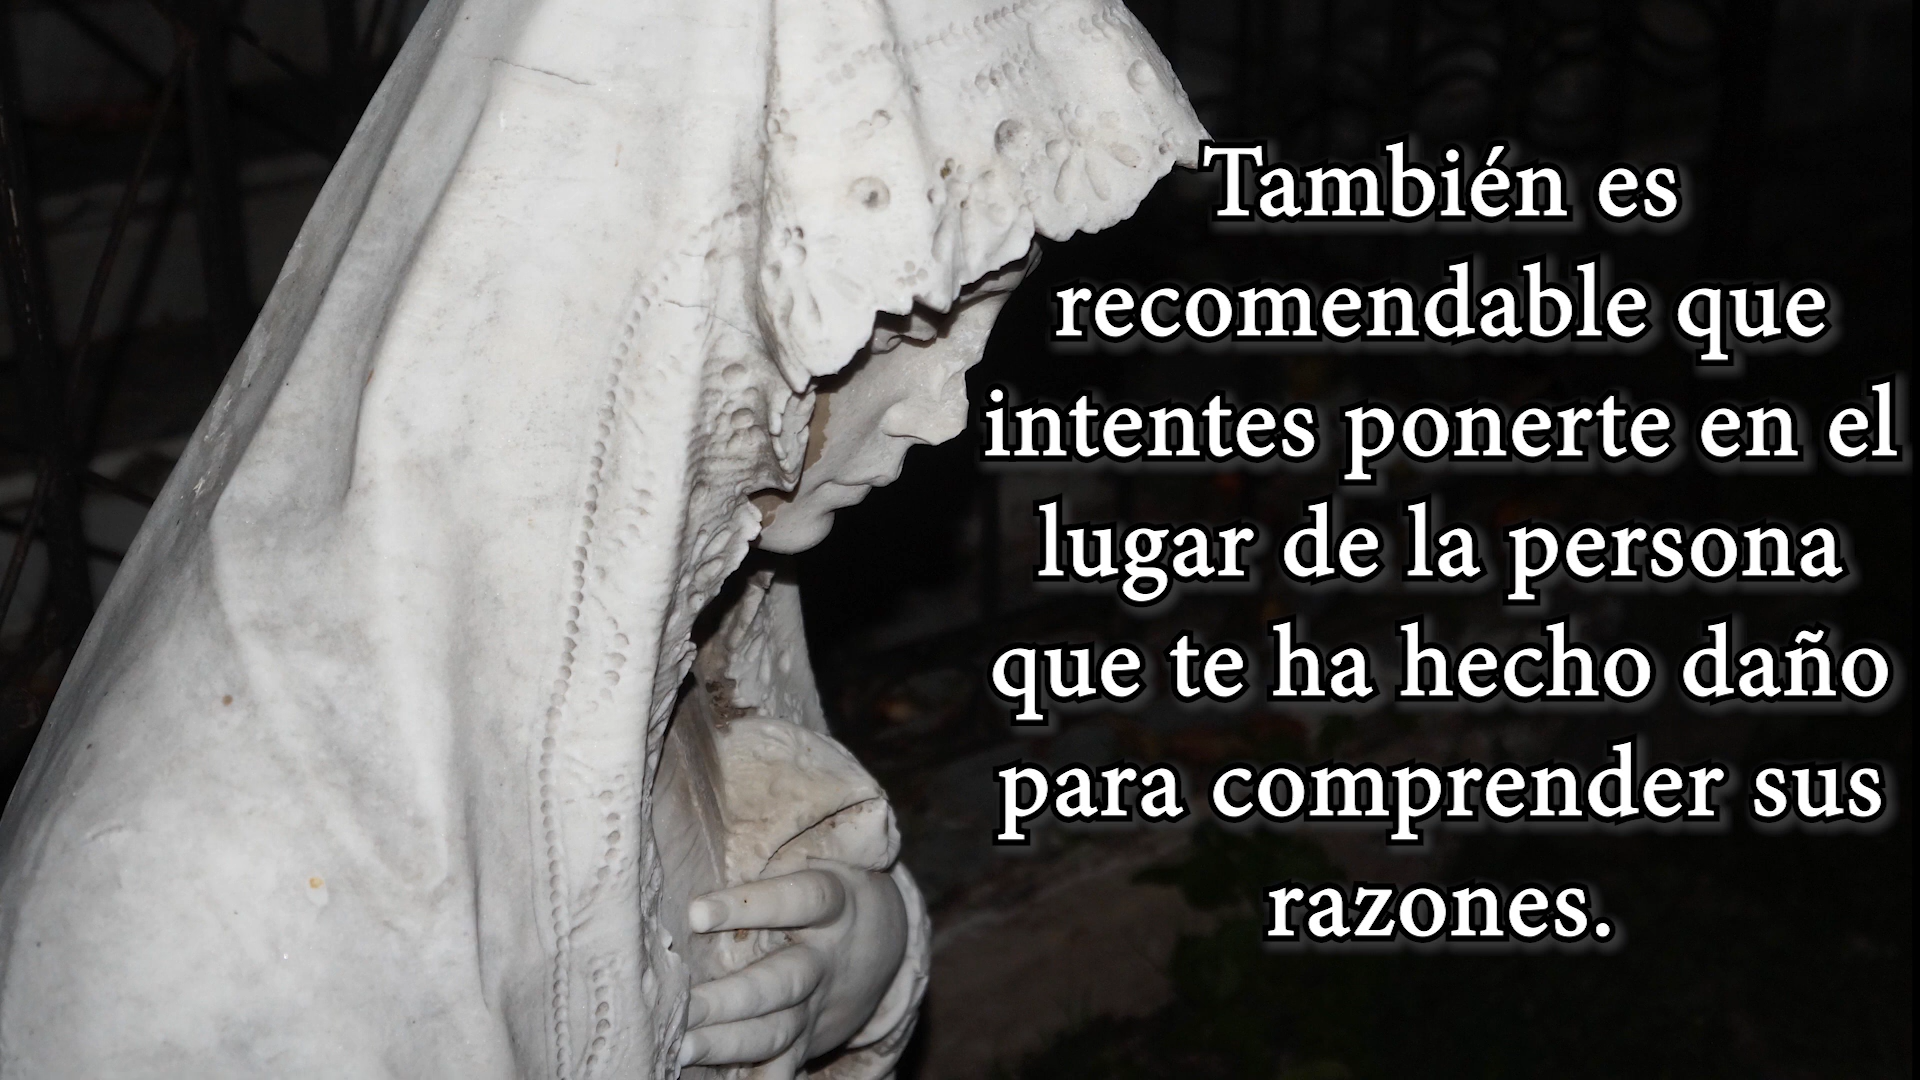 También es
recomendable que
intentes ponerte en el
lugar de la persona
que te ha hecho daño
para comprender sus
razones.